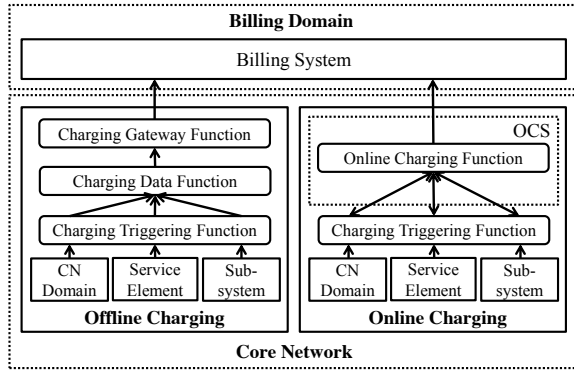 Billing Domain
Billing System
Charging Gateway Function
Charging Data Function
Charging Triggering Function
CN
Domain
Service
Element
Sub-
system
Offline Charging
OCS
Online Charging Function
Charging Triggering Function
CN
Domain
Service
Element
Sub-
system
Online Charging
Core Network